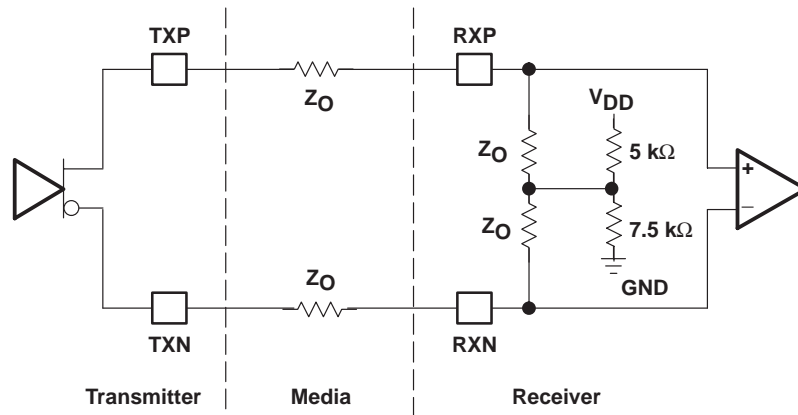 TXP
RXP
ZO
VDD
ZO
5 kΩ
+
–
ZO
7.5 kΩ
ZO
GND
TXN
RXN
Transmitter
Media
Receiver